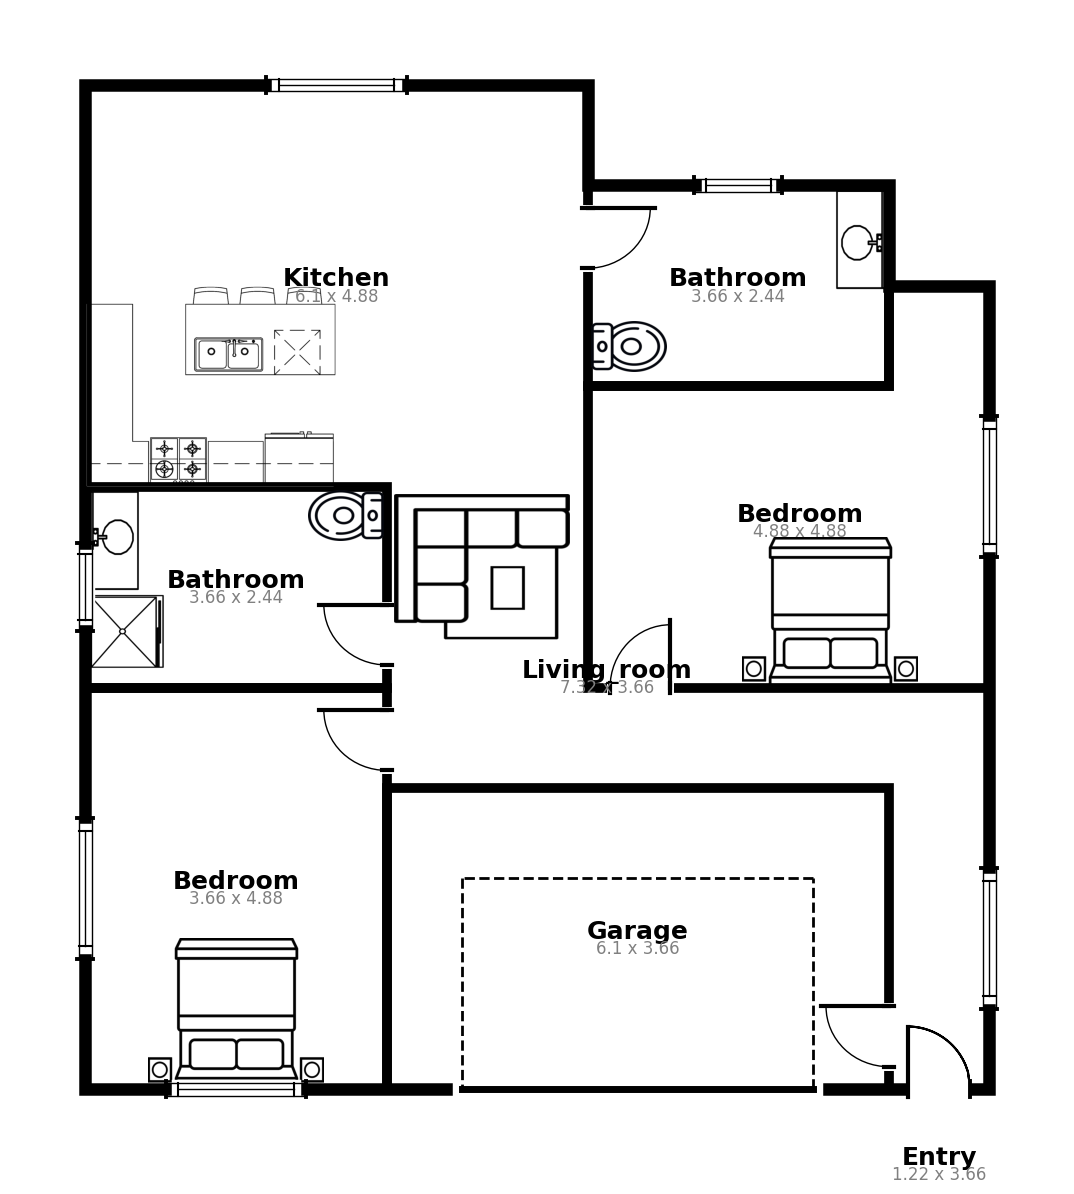 Kitchen
6.1 x 4.88
Bathroom
3.66 x 2.44
Bedroom
4.88 x 4.88
Bathroom
3.66 x 2.44
Living room
7.32 x 3.66
Bedroom
3.66 x 4.88
Garage
6.1 x 3.66
Entry
1.22 x 3.66